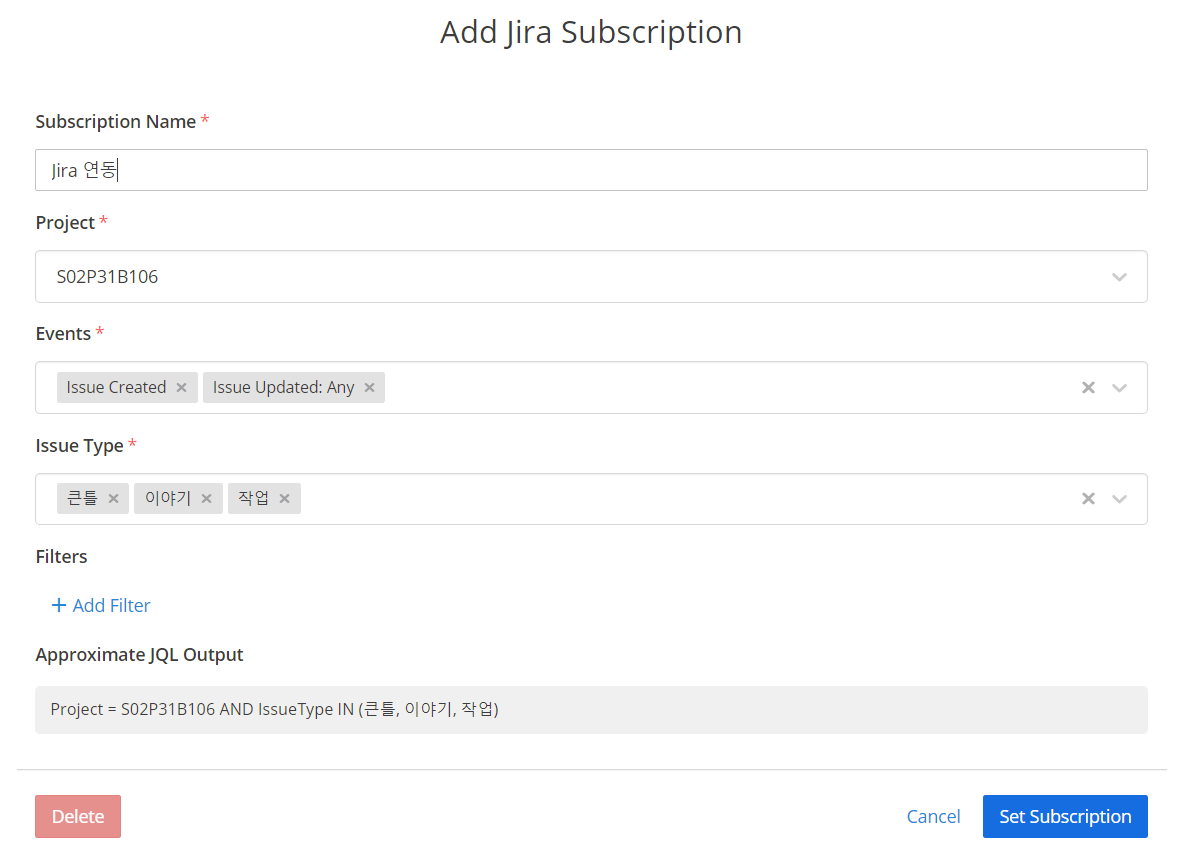 Add Jira Subscription
Subscription Name *
Jira 연동
Project *
S02P31B106
Events *
Issue Created × Issue Updated: Any ×
Issue Type *
큰틀 × 이야기 × 작업 ×
Filters
+ Add Filter
Approximate JQL Output
Project = S02P31B106 AND IssueType IN (큰틀, 이야기, 작업)
Delete Cancel Set Subscription